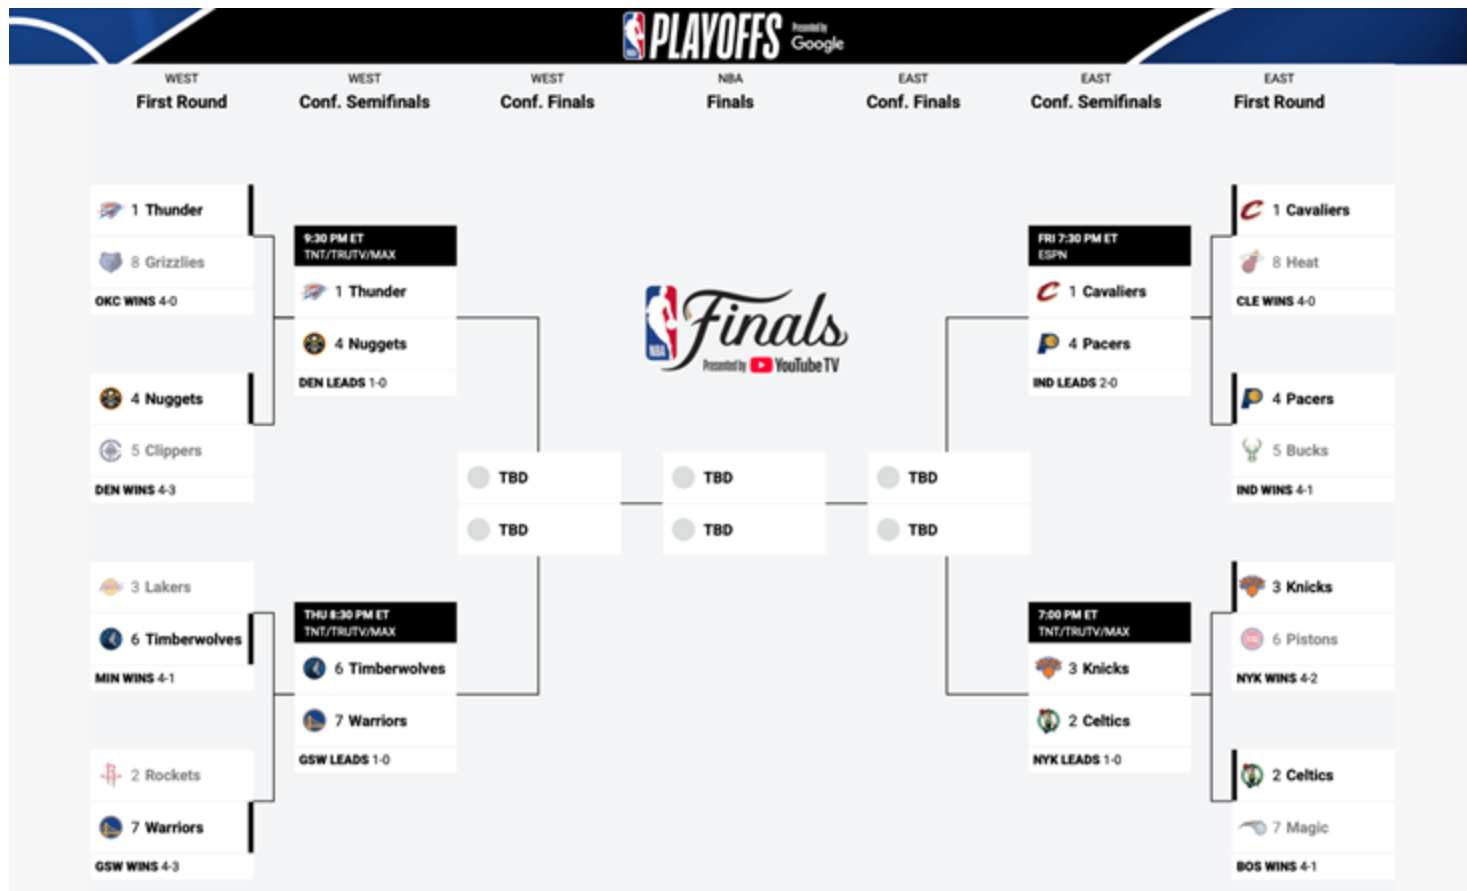 NBA PLAYOFFS Presented by Google
WEST
First Round
WEST
Conf. Semifinals
WEST
Conf. Finals
NBA
Finals
EAST
Conf. Finals
EAST
Conf. Semifinals
EAST
First Round
1 Thunder
8 Grizzlies
OKC WINS 4-0
4 Nuggets
5 Clippers
DEN WINS 4-3
3 Lakers
6 Timberwolves
MIN WINS 4-1
2 Rockets
7 Warriors
GSW WINS 4-3
9:30 PM ET
TNT/TRUTV/MAX
1 Thunder
4 Nuggets
DEN LEADS 1-0
THU 8:30 PM ET
TNT/TRUTV/MAX
6 Timberwolves
7 Warriors
GSW LEADS 1-0
TBD
TBD
NBA Finals
Presented by YouTube TV
TBD
TBD
TBD
TBD
FRI 7:30 PM ET
ESPN
1 Cavaliers
4 Pacers
IND LEADS 2-0
7:00 PM ET
TNT/TRUTV/MAX
3 Knicks
2 Celtics
NYK LEADS 1-0
1 Cavaliers
8 Heat
CLE WINS 4-0
4 Pacers
5 Bucks
IND WINS 4-1
3 Knicks
6 Pistons
NYK WINS 4-2
2 Celtics
7 Magic
BOS WINS 4-1